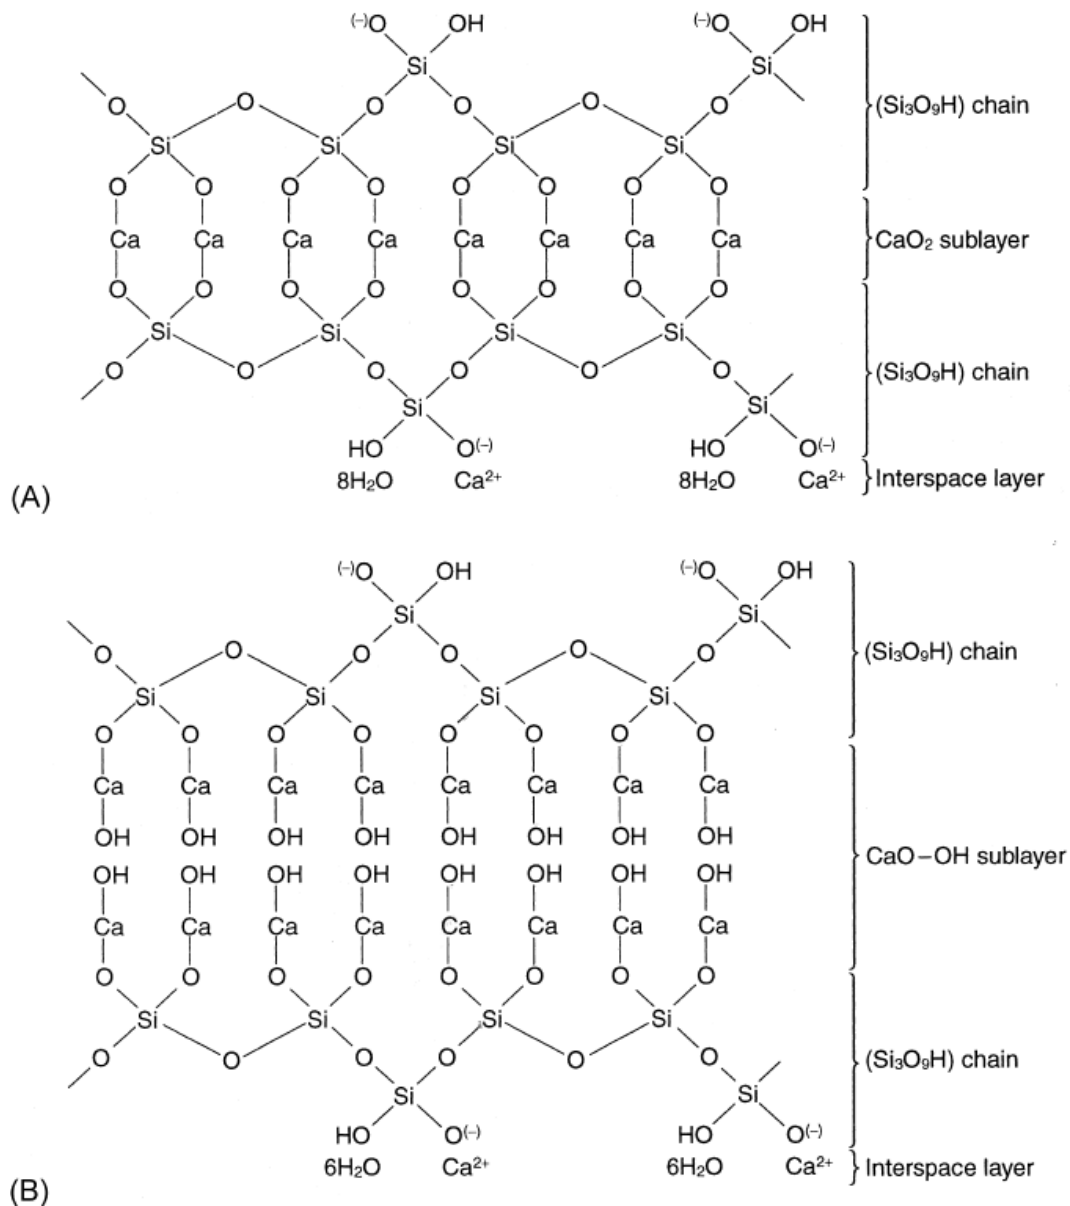 (–)O OH (–)O OH
Si Si
O O O O O O
(Si₃O₉H) chain
Si Si Si Si
O O O O O O O O
Ca Ca Ca Ca Ca Ca Ca Ca
CaO₂ sublayer
O O O O O O O O
Si Si Si Si
O O O O O O
(Si₃O₉H) chain
Si Si
HO O(–) HO O(–)
8H₂O Ca²⁺ 8H₂O Ca²⁺
Interspace layer
(A)
(–)O OH (–)O OH
Si Si
O O O O O O
(Si₃O₉H) chain
Si Si Si Si
O O O O O O O O
Ca Ca Ca Ca Ca Ca Ca Ca
OH OH OH OH OH OH OH OH
CaO–OH sublayer
OH OH OH OH OH OH OH OH
Ca Ca Ca Ca Ca Ca Ca Ca
O O O O O O O O
Si Si Si Si
O O O O O O
(Si₃O₉H) chain
Si Si
HO O(–) HO O(–)
6H₂O Ca²⁺ 6H₂O Ca²⁺
Interspace layer
(B)